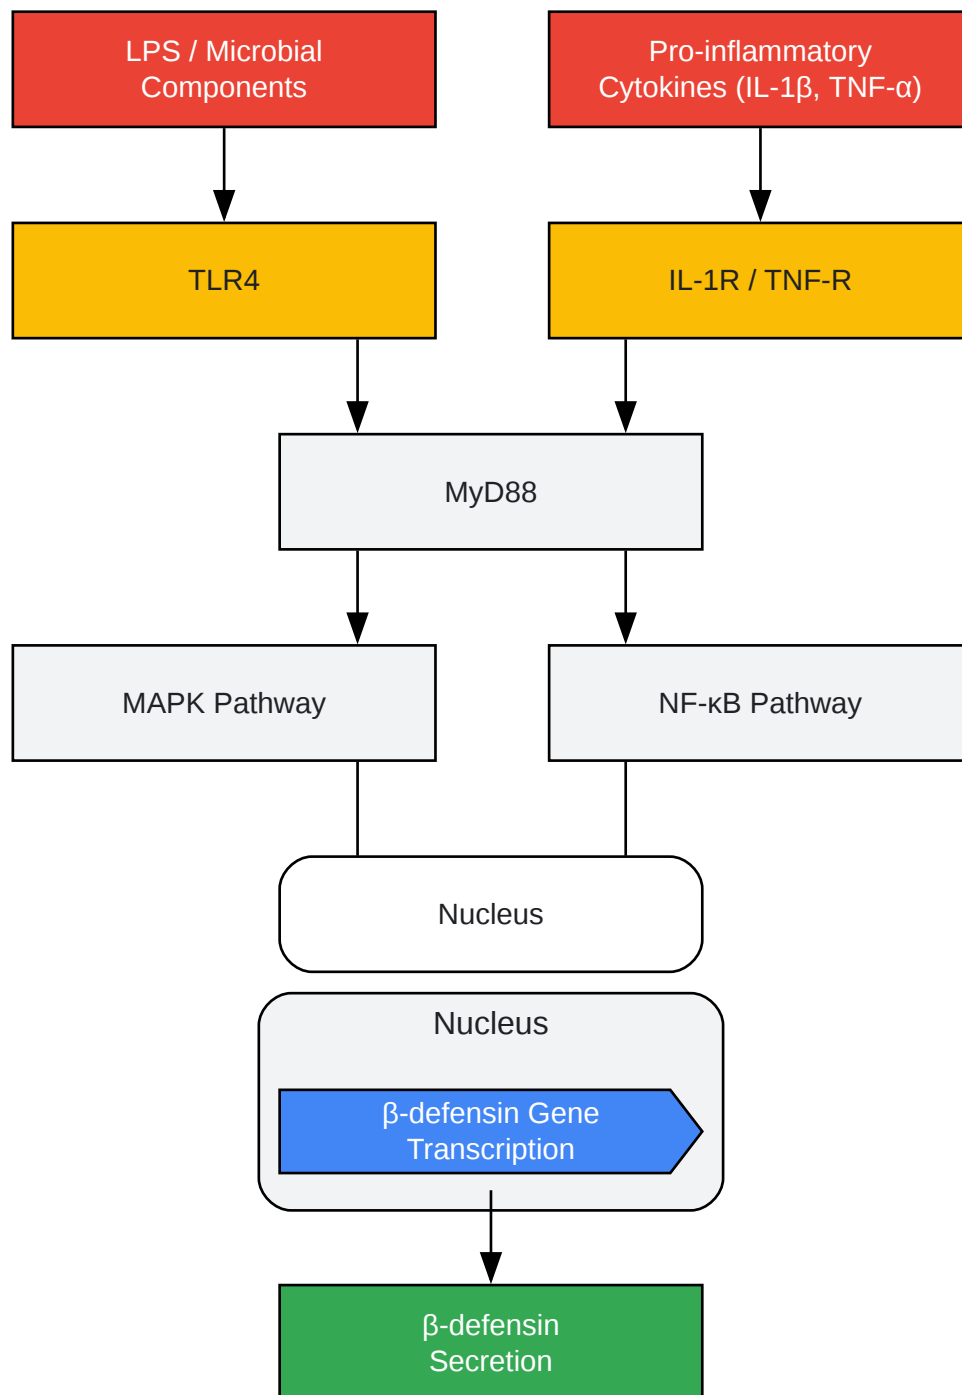 LPS / Microbial
Components
Pro-inflammatory
Cytokines (IL-1β, TNF-α)
TLR4
IL-1R / TNF-R
MyD88
MAPK Pathway
NF-κB Pathway
Nucleus
Nucleus
β-defensin Gene
Transcription
β-defensin
Secretion